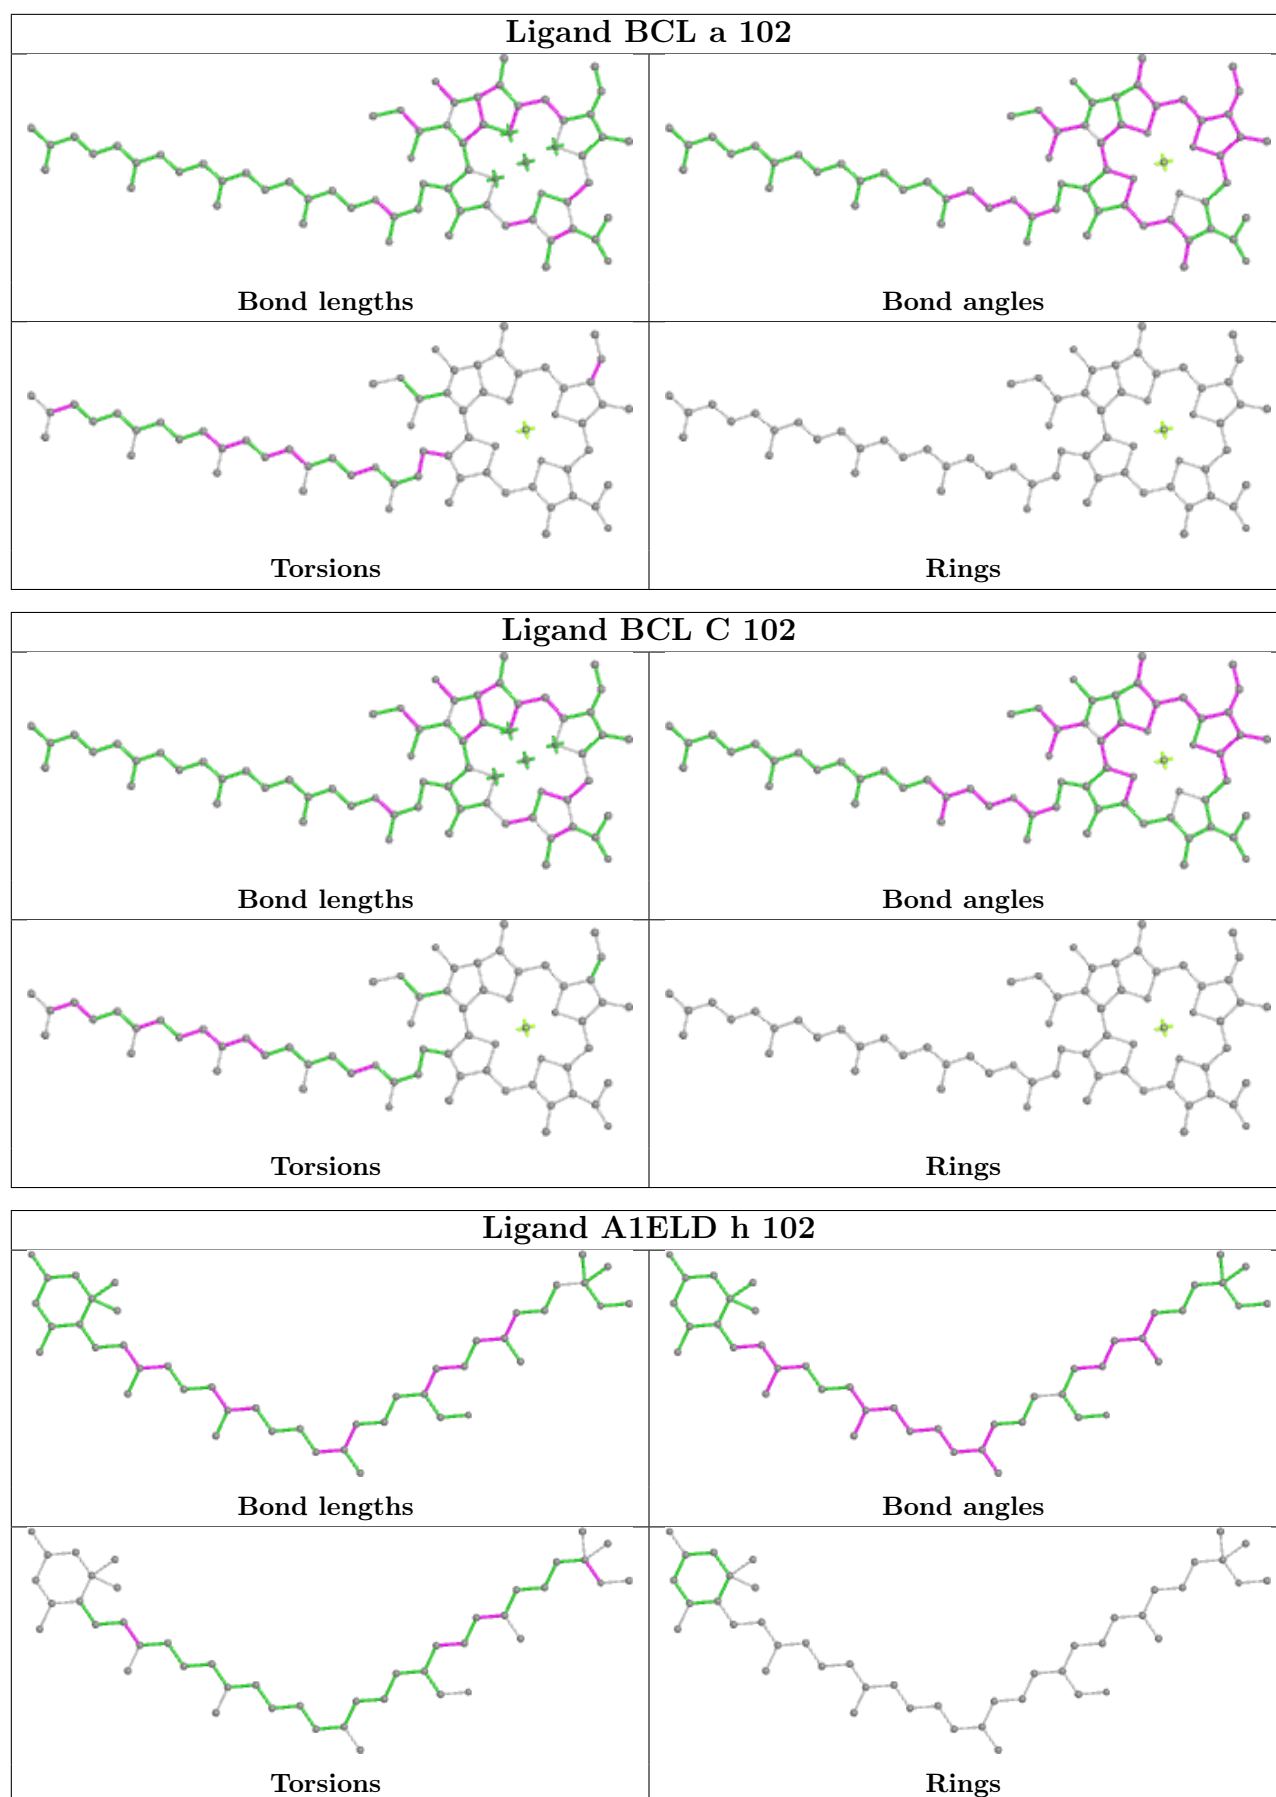 Ligand BCL a 102
Bond lengths
Bond angles
Torsions
Rings
Ligand BCL C 102
Bond lengths
Bond angles
Torsions
Rings
Ligand A1ELD h 102
Bond lengths
Bond angles
Torsions
Rings